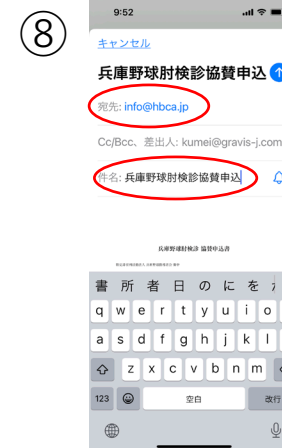 ⑧
9:52
キャンセル
兵庫野球肘検診協賛申込
宛先: info@hbca.jp
Cc/Bcc、差出人: kumei@gravis-j.com
件名: 兵庫野球肘検診協賛申込
兵庫野球肘検診 協賛申込書
書 所 者 日 の に を
q w e r t y u i o
a s d f g h j k l
z x c v b n m
123 空白 改行